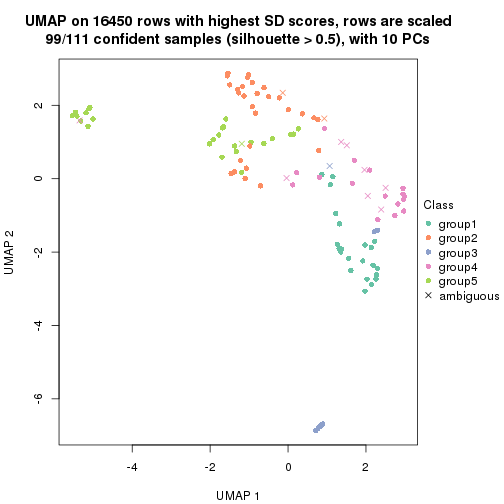 UMAP on 16450 rows with highest SD scores, rows are scaled
99/111 confident samples (silhouette > 0.5), with 10 PCs
2
0
-2
-4
-6
UMAP 2
-4
-2
0
2
UMAP 1
Class
group1
group2
group3
group4
group5
ambiguous